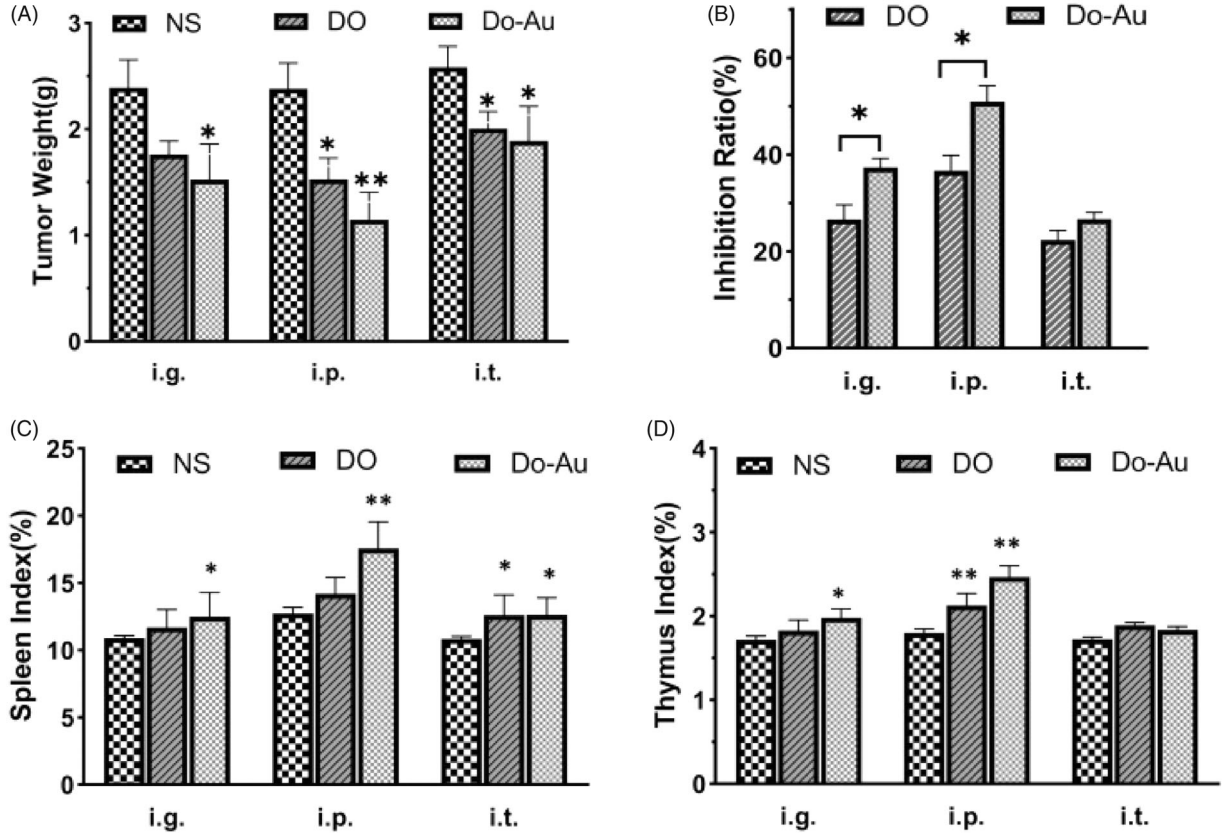 (A)
NS DO Do-Au
Tumor Weight(g)
3
2
1
0
*
* **
* *
i.g. i.p. i.t.
(B)
DO Do-Au
Inhibition Ratio(%)
60
40
20
0
*
*
i.g. i.p. i.t.
(C)
NS DO Do-Au
Spleen Index(%)
25
20
15
10
5
0
*
**
* *
i.g. i.p. i.t.
(D)
NS DO Do-Au
Thymus Index(%)
4
3
2
1
0
*
** **
i.g. i.p. i.t.